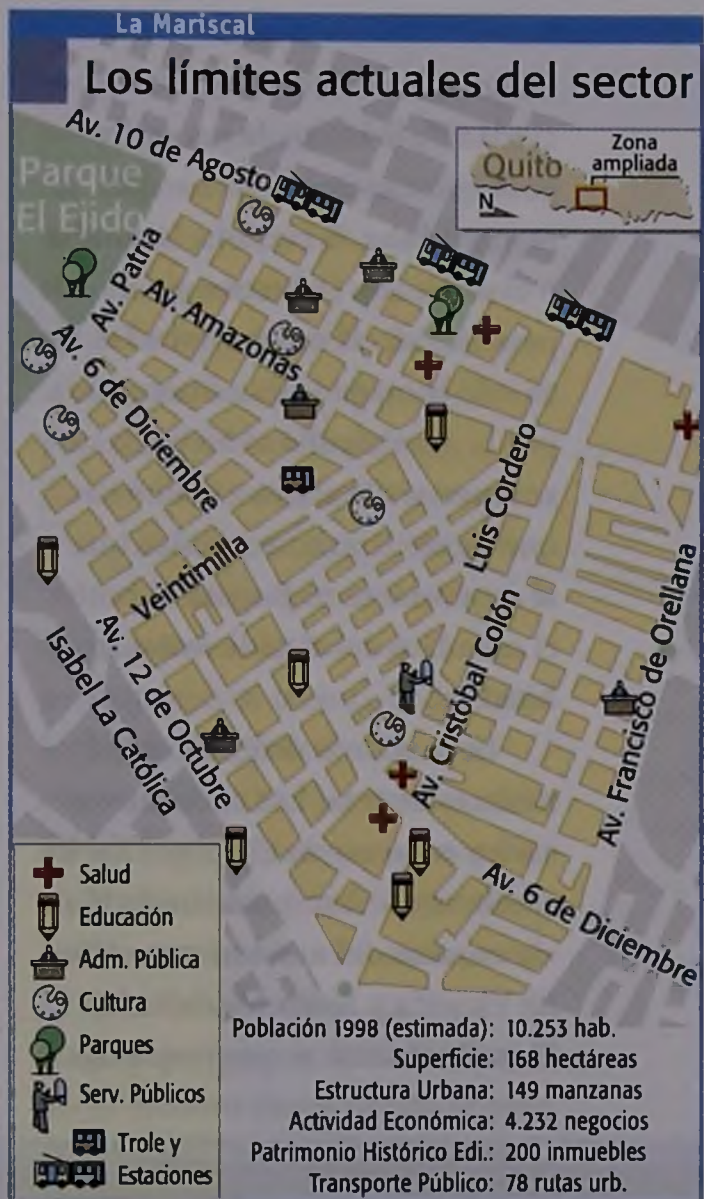 La Mariscal
Los límites actuales del sector
Av. 10 de Agosto
Zona
ampliada
Quito
N
Parque
El Ejido
Av. Patria
Av. Amazonas
Av. 6 de Diciembre
Luis Cordero
Veintimilla
Av. Cristóbal Colón
Av. Francisco de Orellana
Av. 12 de Octubre
Isabel La Católica
Av. 6 de Diciembre
Salud
Educación
Adm. Pública
Cultura
Parques
Serv. Públicos
Trole y
Estaciones
Población 1998 (estimada): 10.253 hab.
Superficie: 168 hectáreas
Estructura Urbana: 149 manzanas
Actividad Económica: 4.232 negocios
Patrimonio Histórico Edi.: 200 inmuebles
Transporte Público: 78 rutas urb.